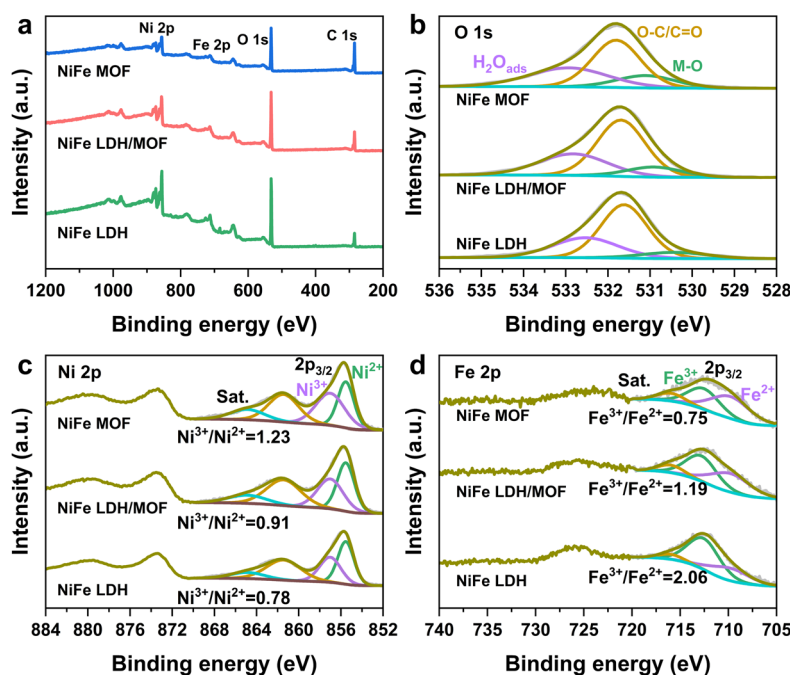 a
Ni 2p
Fe 2p
O 1s
C 1s
NiFe MOF
NiFe LDH/MOF
NiFe LDH
Intensity (a.u.)
1200 1000 800 600 400 200
Binding energy (eV)
b
O 1s
O-C/C=O
H₂Oads
M-O
NiFe MOF
NiFe LDH/MOF
NiFe LDH
Intensity (a.u.)
536 535 534 533 532 531 530 529 528
Binding energy (eV)
c
Ni 2p
2p3/2
Sat.
Ni³⁺
Ni²⁺
NiFe MOF
Ni³⁺/Ni²⁺=1.23
NiFe LDH/MOF
Ni³⁺/Ni²⁺=0.91
NiFe LDH
Ni³⁺/Ni²⁺=0.78
Intensity (a.u.)
884 880 876 872 868 864 860 856 852
Binding energy (eV)
d
Fe 2p
2p3/2
Sat.
Fe³⁺
Fe²⁺
NiFe MOF
Fe³⁺/Fe²⁺=0.75
NiFe LDH/MOF
Fe³⁺/Fe²⁺=1.19
NiFe LDH
Fe³⁺/Fe²⁺=2.06
Intensity (a.u.)
740 735 730 725 720 715 710 705
Binding energy (eV)